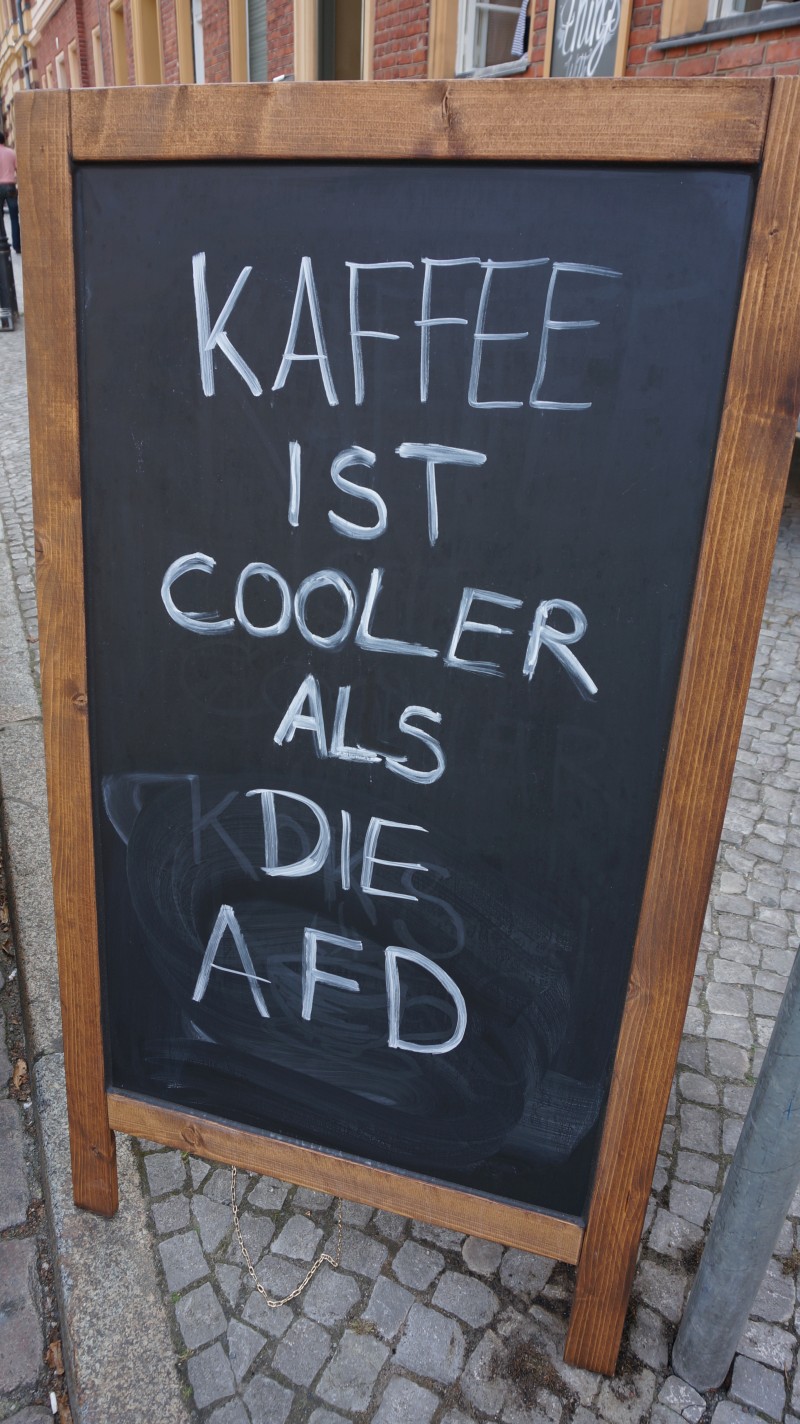 KAFFEE
IST
COOLER
ALS
DIE
AFD